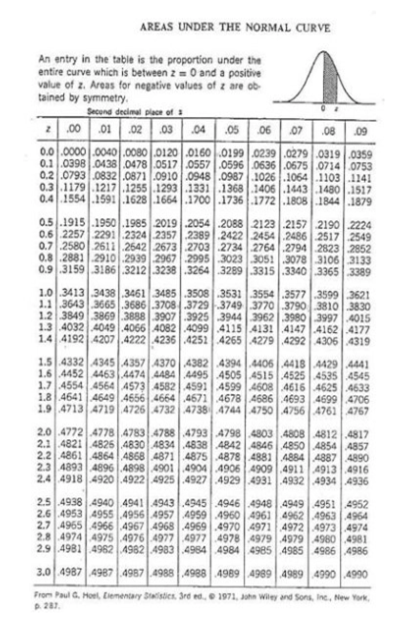 AREAS UNDER THE NORMAL CURVE
An entry in the table is the proportion under the
entire curve which is between z = 0 and a positive
value of z. Areas for negative values of z are ob-
tained by symmetry.
0 z
Second decimal place of z
z .00 .01 .02 .03 .04 .05 .06 .07 .08 .09
0.0 .0000 .0040 .0080 .0120 .0160 .0199 .0239 .0279 .0319 .0359
0.1 .0398 .0438 .0478 .0517 .0557 .0596 .0636 .0675 .0714 .0753
0.2 .0793 .0832 .0871 .0910 .0948 .0987 .1026 .1064 .1103 .1141
0.3 .1179 .1217 .1255 .1293 .1331 .1368 .1406 .1443 .1480 .1517
0.4 .1554 .1591 .1628 .1664 .1700 .1736 .1772 .1808 .1844 .1879
0.5 .1915 .1950 .1985 .2019 .2054 .2088 .2123 .2157 .2190 .2224
0.6 .2257 .2291 .2324 .2357 .2389 .2422 .2454 .2486 .2517 .2549
0.7 .2580 .2611 .2642 .2673 .2703 .2734 .2764 .2794 .2823 .2852
0.8 .2881 .2910 .2939 .2967 .2995 .3023 .3051 .3078 .3106 .3133
0.9 .3159 .3186 .3212 .3238 .3264 .3289 .3315 .3340 .3365 .3389
1.0 .3413 .3438 .3461 .3485 .3508 .3531 .3554 .3577 .3599 .3621
1.1 .3643 .3665 .3686 .3708 .3729 .3749 .3770 .3790 .3810 .3830
1.2 .3849 .3869 .3888 .3907 .3925 .3944 .3962 .3980 .3997 .4015
1.3 .4032 .4049 .4066 .4082 .4099 .4115 .4131 .4147 .4162 .4177
1.4 .4192 .4207 .4222 .4236 .4251 .4265 .4279 .4292 .4306 .4319
1.5 .4332 .4345 .4357 .4370 .4382 .4394 .4406 .4418 .4429 .4441
1.6 .4452 .4463 .4474 .4484 .4495 .4505 .4515 .4525 .4535 .4545
1.7 .4554 .4564 .4573 .4582 .4591 .4599 .4608 .4616 .4625 .4633
1.8 .4641 .4649 .4656 .4664 .4671 .4678 .4686 .4693 .4699 .4706
1.9 .4713 .4719 .4726 .4732 .4738 .4744 .4750 .4756 .4761 .4767
2.0 .4772 .4778 .4783 .4788 .4793 .4798 .4803 .4808 .4812 .4817
2.1 .4821 .4826 .4830 .4834 .4838 .4842 .4846 .4850 .4854 .4857
2.2 .4861 .4864 .4868 .4871 .4875 .4878 .4881 .4884 .4887 .4890
2.3 .4893 .4896 .4898 .4901 .4904 .4906 .4909 .4911 .4913 .4916
2.4 .4918 .4920 .4922 .4925 .4927 .4929 .4931 .4932 .4934 .4936
2.5 .4938 .4940 .4941 .4943 .4945 .4946 .4948 .4949 .4951 .4952
2.6 .4953 .4955 .4956 .4957 .4959 .4960 .4961 .4962 .4963 .4964
2.7 .4965 .4966 .4967 .4968 .4969 .4970 .4971 .4972 .4973 .4974
2.8 .4974 .4975 .4976 .4977 .4977 .4978 .4979 .4979 .4980 .4981
2.9 .4981 .4982 .4982 .4983 .4984 .4984 .4985 .4985 .4986 .4986
3.0 .4987 .4987 .4987 .4988 .4988 .4989 .4989 .4989 .4990 .4990
From Paul G. Hoel, Elementary Statistics, 3rd ed., © 1971, John Wiley and Sons, Inc., New York,
p. 287.